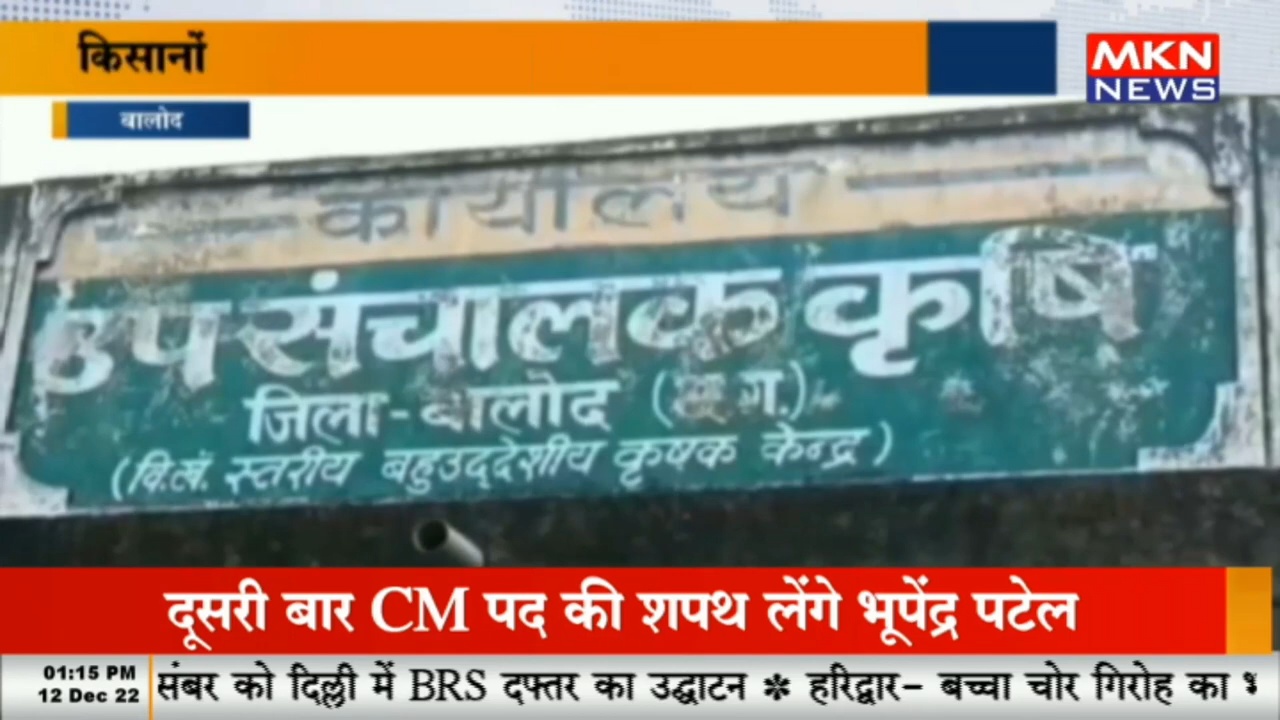 किसानों
MKN
NEWS
बालोद
कार्यालय
उप संचालक कृषि
जिला-बालोद (छ.ग.)
(वि.खं. स्तरीय बहुउद्देशीय कृषक केन्द्र)
दूसरी बार CM पद की शपथ लेंगे भूपेंद्र पटेल
01:15 PM
12 Dec 22
संबर को दिल्ली में BRS दफ्तर का उद्घाटन * हरिद्वार- बच्चा चोर गिरोह का